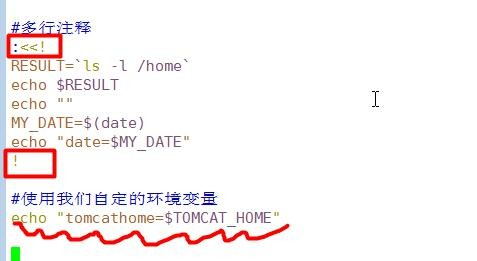 #多行注释
:<<!
RESULT=`ls -l /home`
echo $RESULT
echo ""
MY_DATE=$(date)
echo "date=$MY_DATE"
!
#使用我们自定的环境变量
echo "tomcathome=$TOMCAT_HOME"